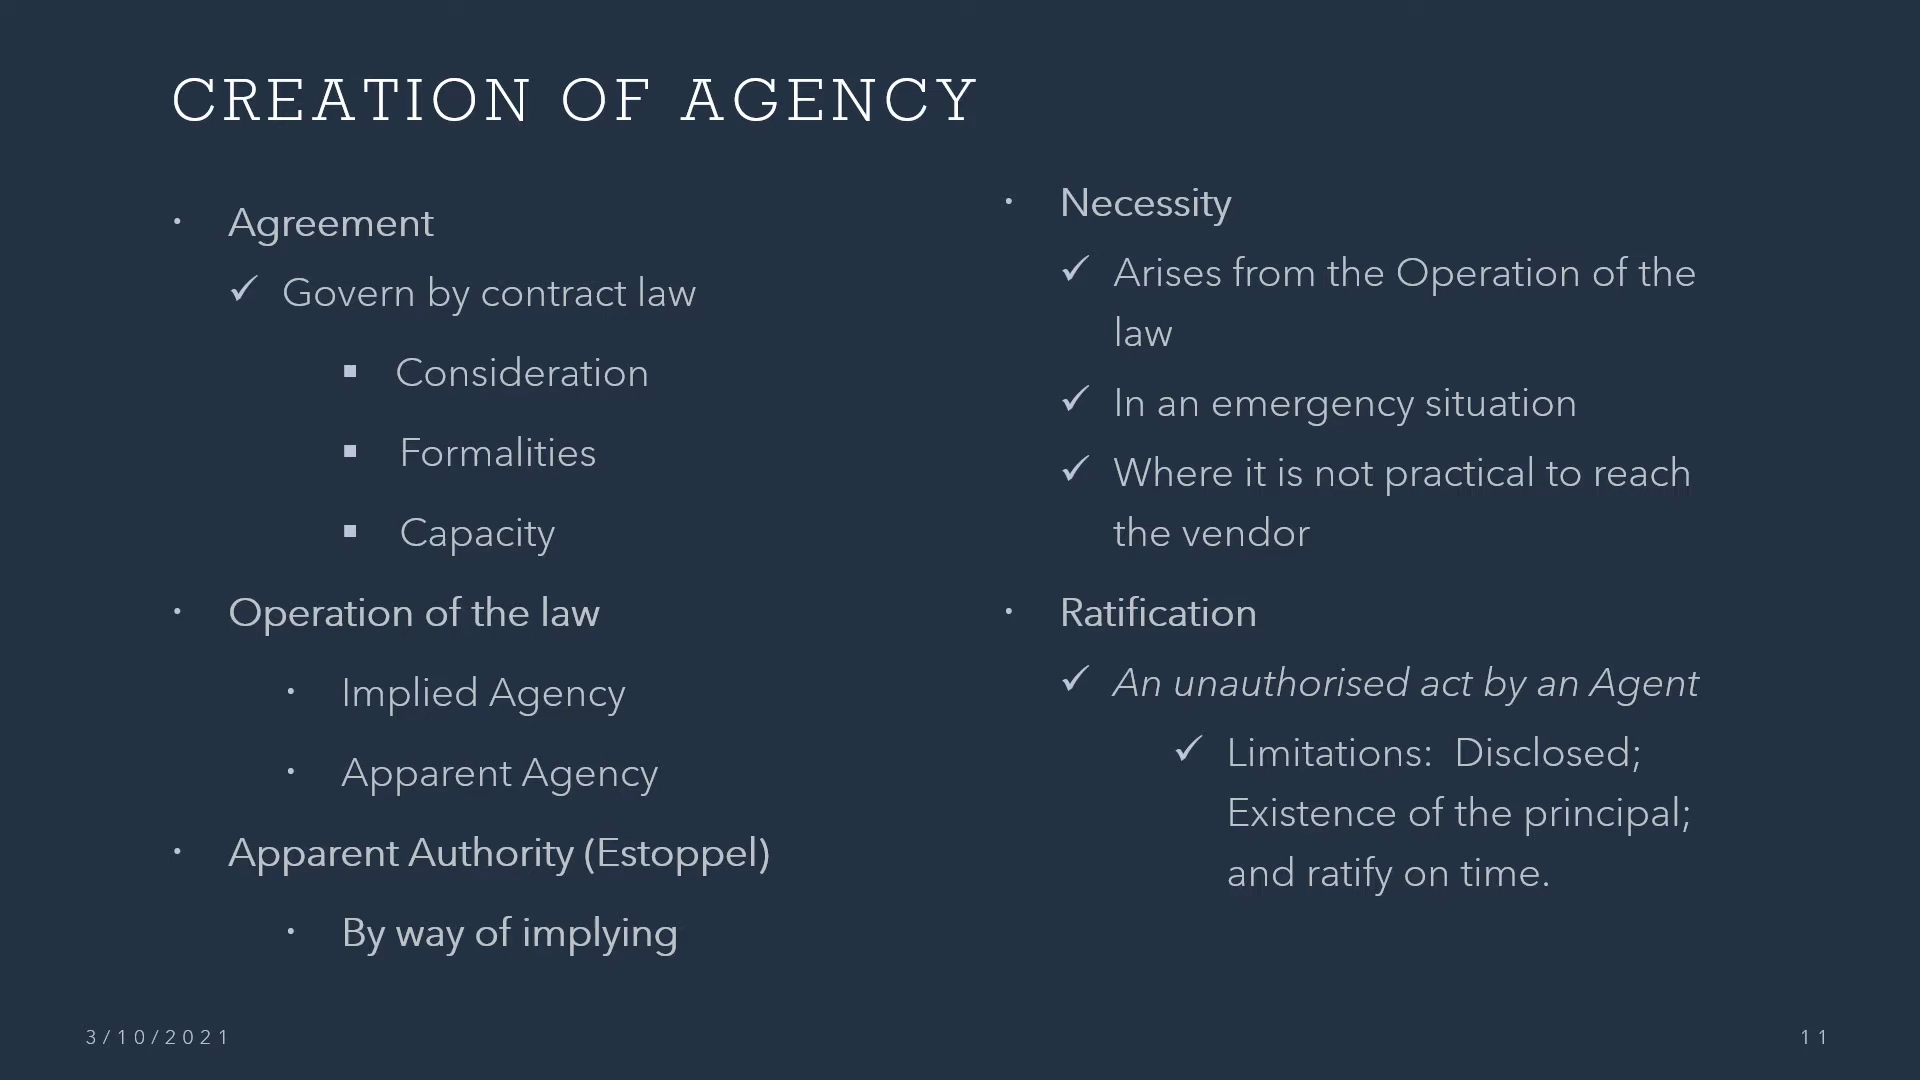 CREATION OF AGENCY
Agreement
Govern by contract law
Consideration
Formalities
Capacity
Operation of the law
Implied Agency
Apparent Agency
Apparent Authority (Estoppel)
By way of implying
Necessity
Arises from the Operation of the
law
In an emergency situation
Where it is not practical to reach
the vendor
Ratification
An unauthorised act by an Agent
Limitations: Disclosed;
Existence of the principal;
and ratify on time.
3/10/2021
11